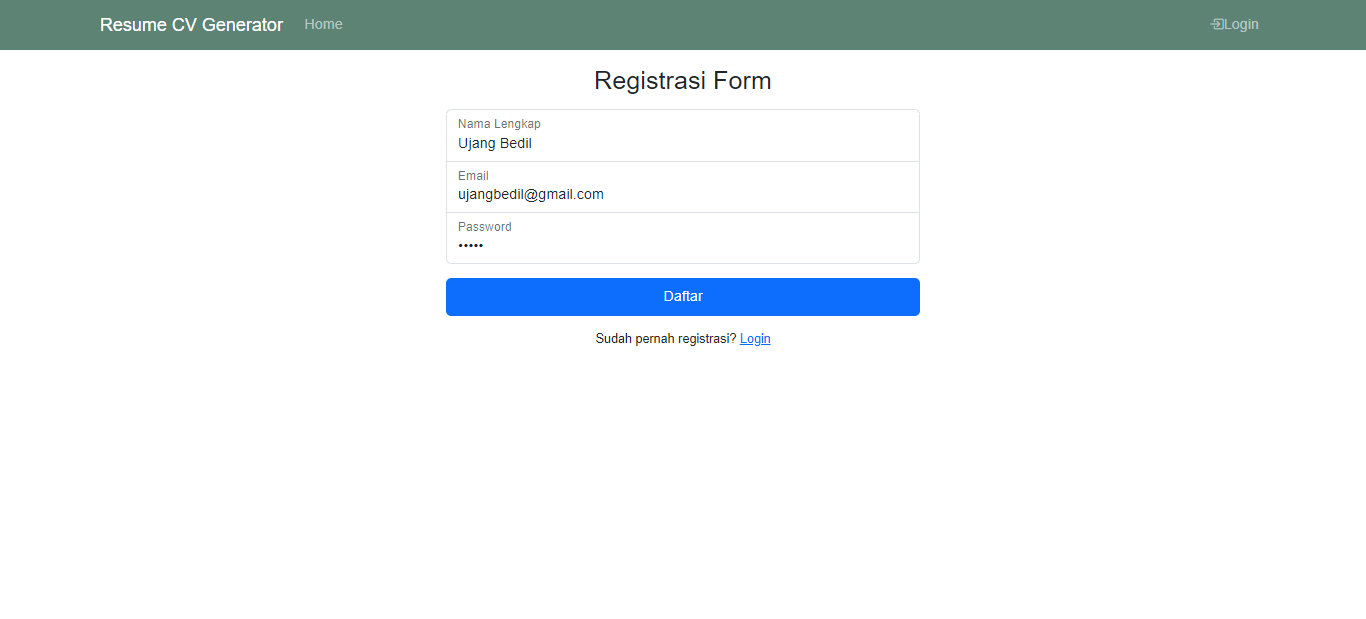 Resume CV Generator Home Login
Registrasi Form
Nama Lengkap
Ujang Bedil
Email
ujangbedil@gmail.com
Password
•••••
Daftar
Sudah pernah registrasi? Login